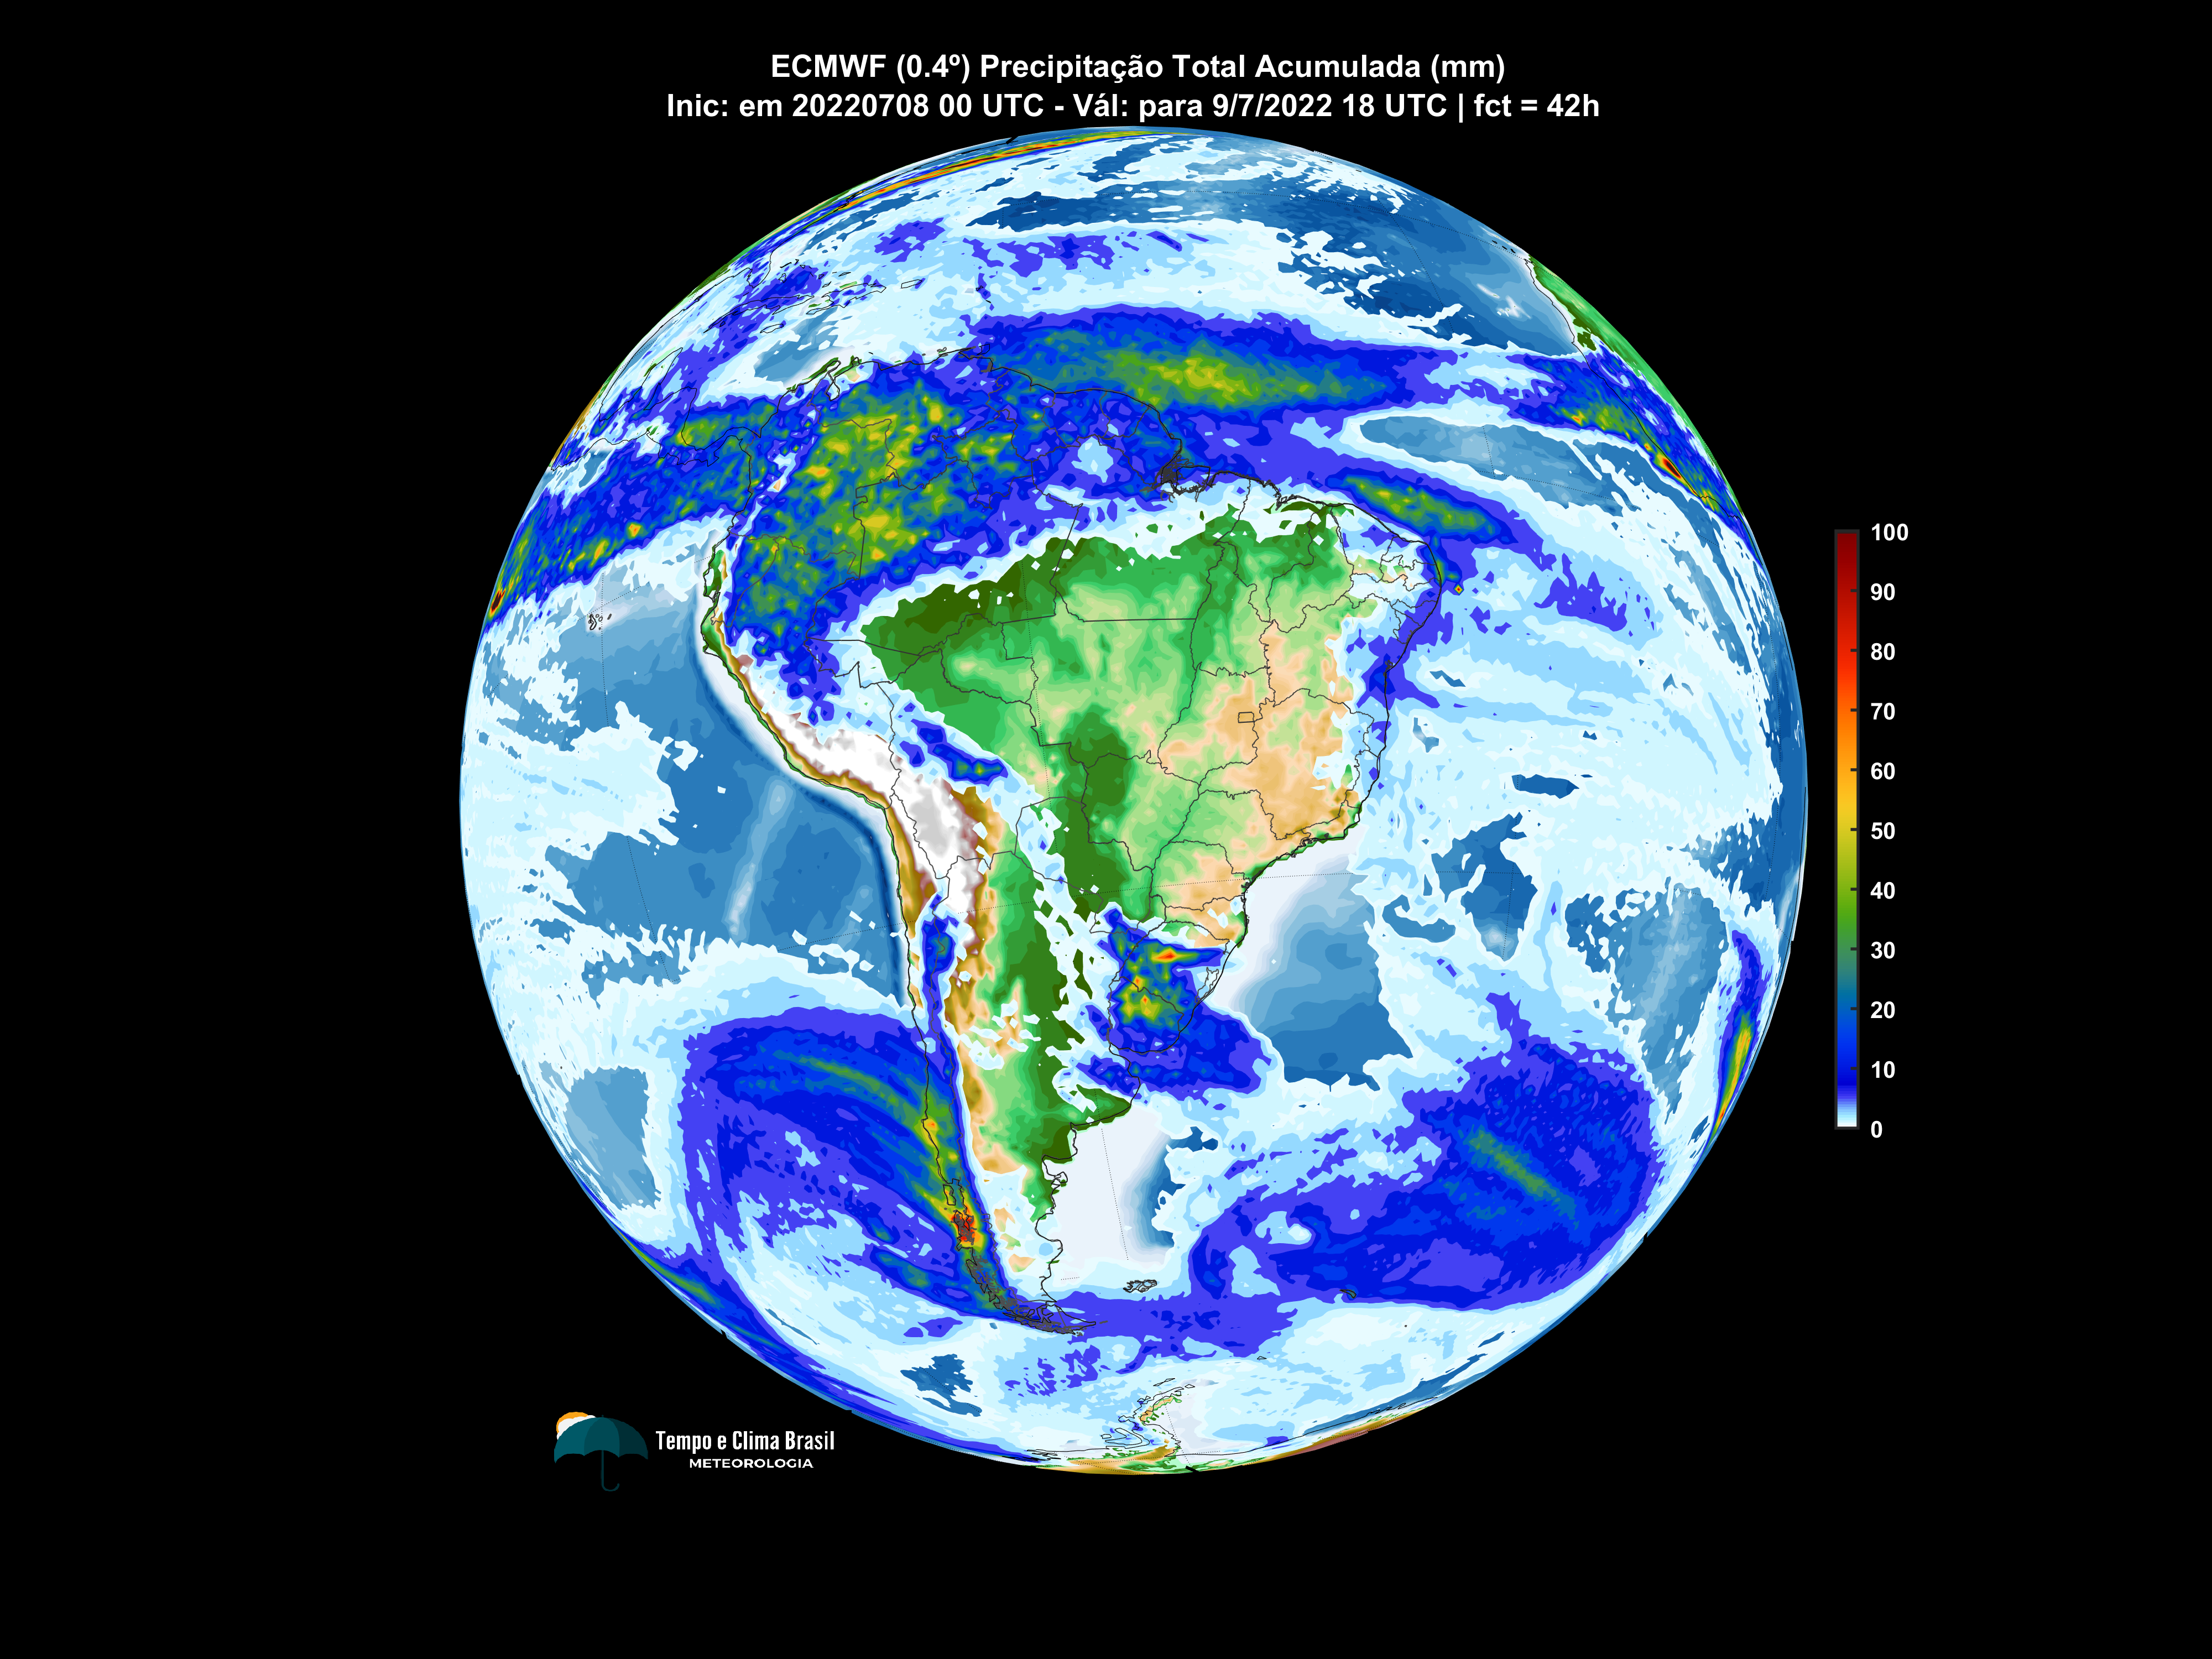 ECMWF (0.4º) Precipitação Total Acumulada (mm)
Inic: em 20220708 00 UTC - Vál: para 9/7/2022 18 UTC | fct = 42h
100
90
80
70
60
50
40
30
20
10
0
Tempo e Clima Brasil
METEOROLOGIA